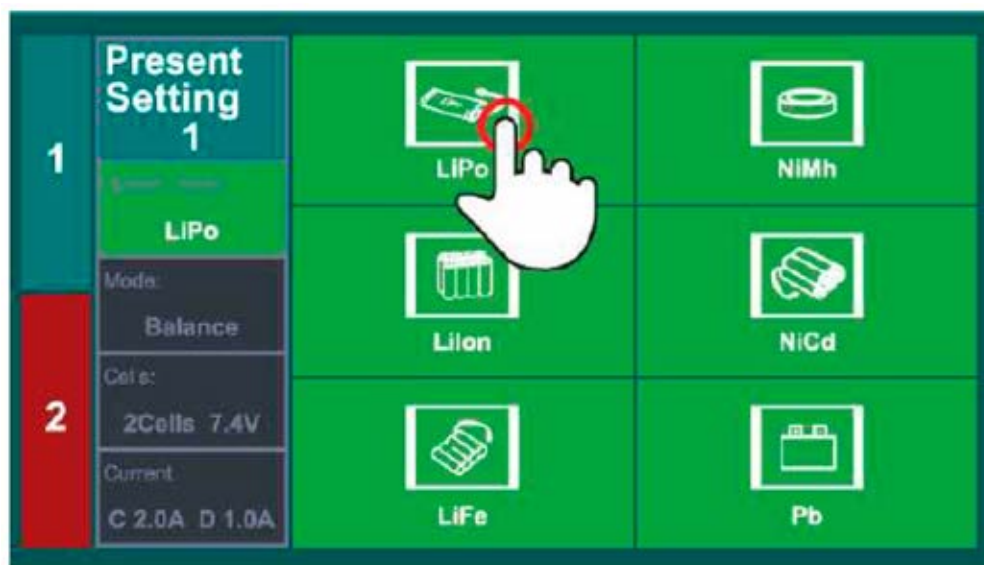 1
2
Present
Setting
1
LiPo
Mode:
Balance
Cells:
2Cells 7.4V
Current
C 2.0A D 1.0A
LiPo
NiMh
LiIon
NiCd
LiFe
Pb